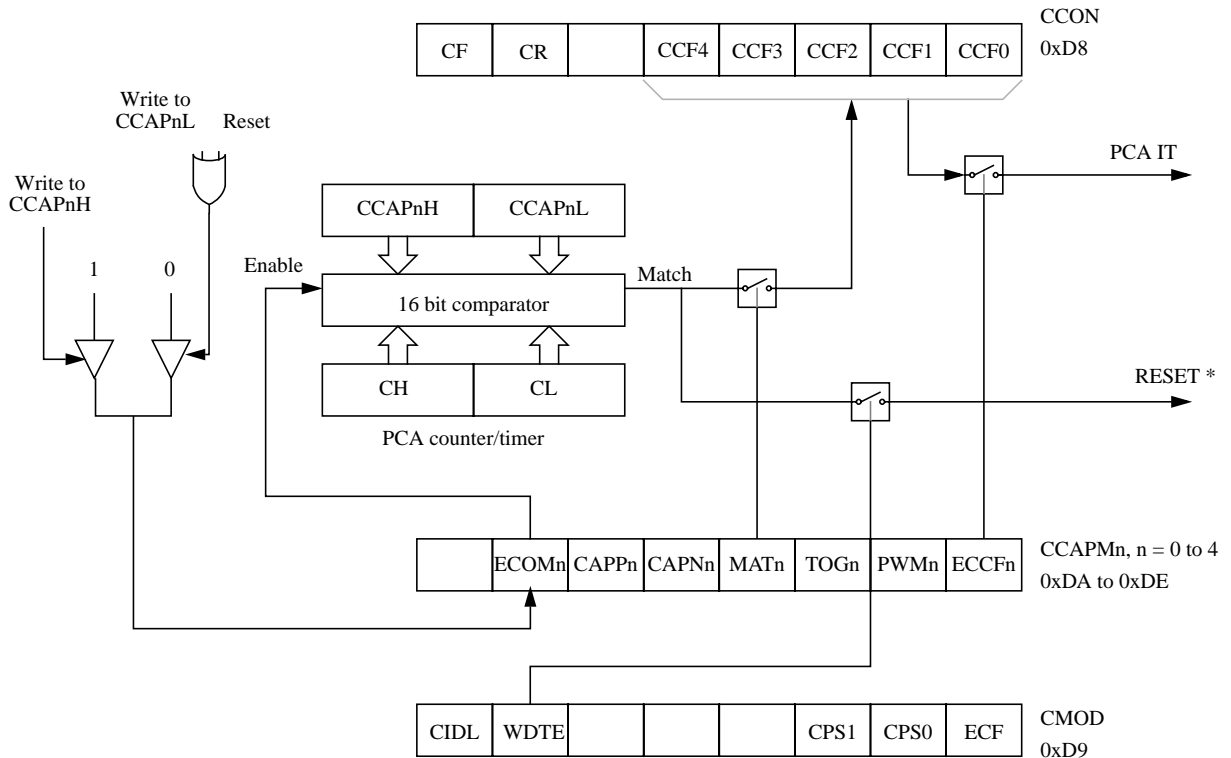 CCON
0xD8
CF CR CCF4 CCF3 CCF2 CCF1 CCF0
Write to
CCAPnL Reset
PCA IT
Write to
CCAPnH
CCAPnH CCAPnL
1 0 Enable
Match
16 bit comparator
CH CL
RESET *
PCA counter/timer
ECOMn CAPPn CAPNn MATn TOGn PWMn ECCFn
CCAPMn, n = 0 to 4
0xDA to 0xDE
CIDL WDTE CPS1 CPS0 ECF
CMOD
0xD9